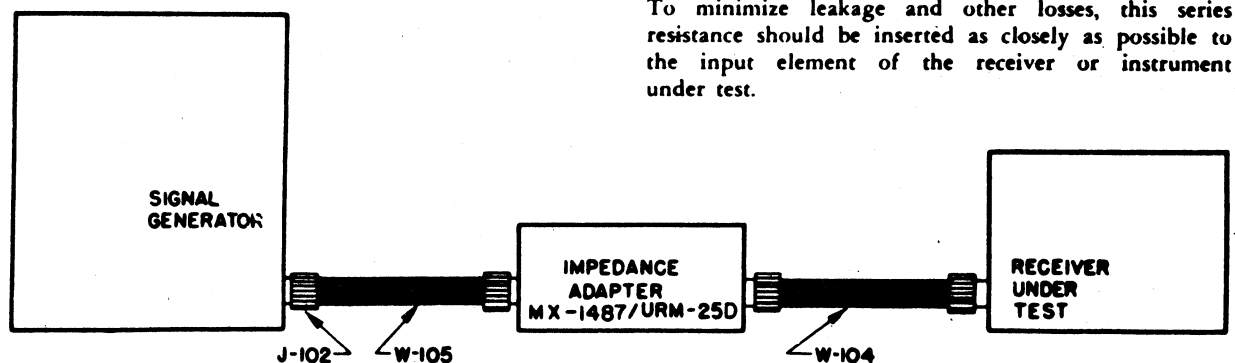 To minimize leakage and other losses, this series
resistance should be inserted as closely as possible to
the input element of the receiver or instrument
under test.
SIGNAL
GENERATOR
IMPEDANCE
ADAPTER
MX-1487/URM-25D
RECEIVER
UNDER
TEST
J-102
W-105
W-104